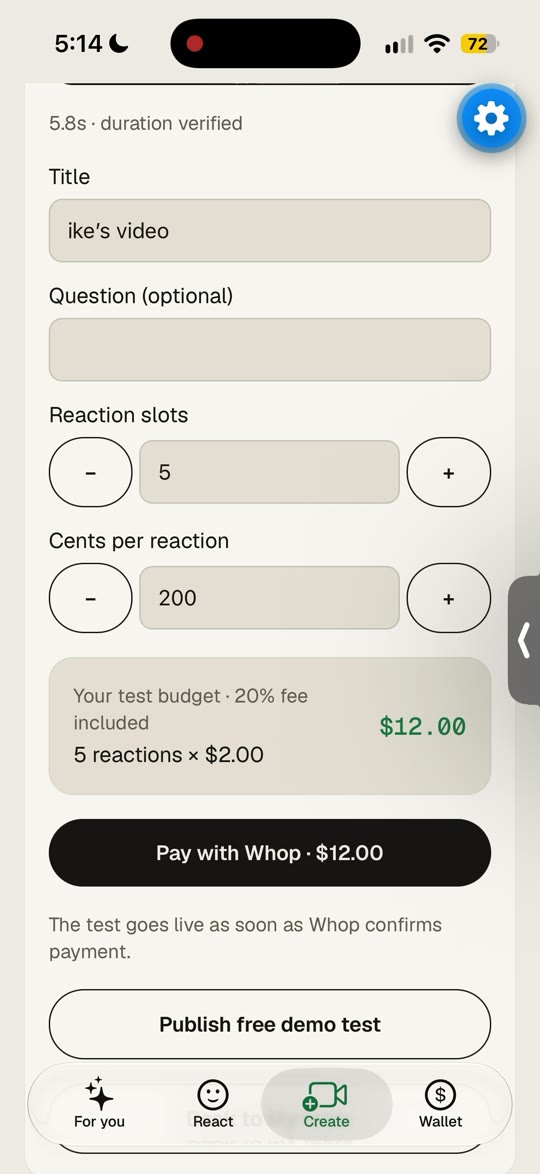 5:14
72
5.8s · duration verified
Title
ike's video
Question (optional)
Reaction slots
–
5
+
Cents per reaction
–
200
+
Your test budget · 20% fee
included
$12.00
5 reactions × $2.00
Pay with Whop · $12.00
The test goes live as soon as Whop confirms
payment.
Publish free demo test
For you
React
Create
Wallet